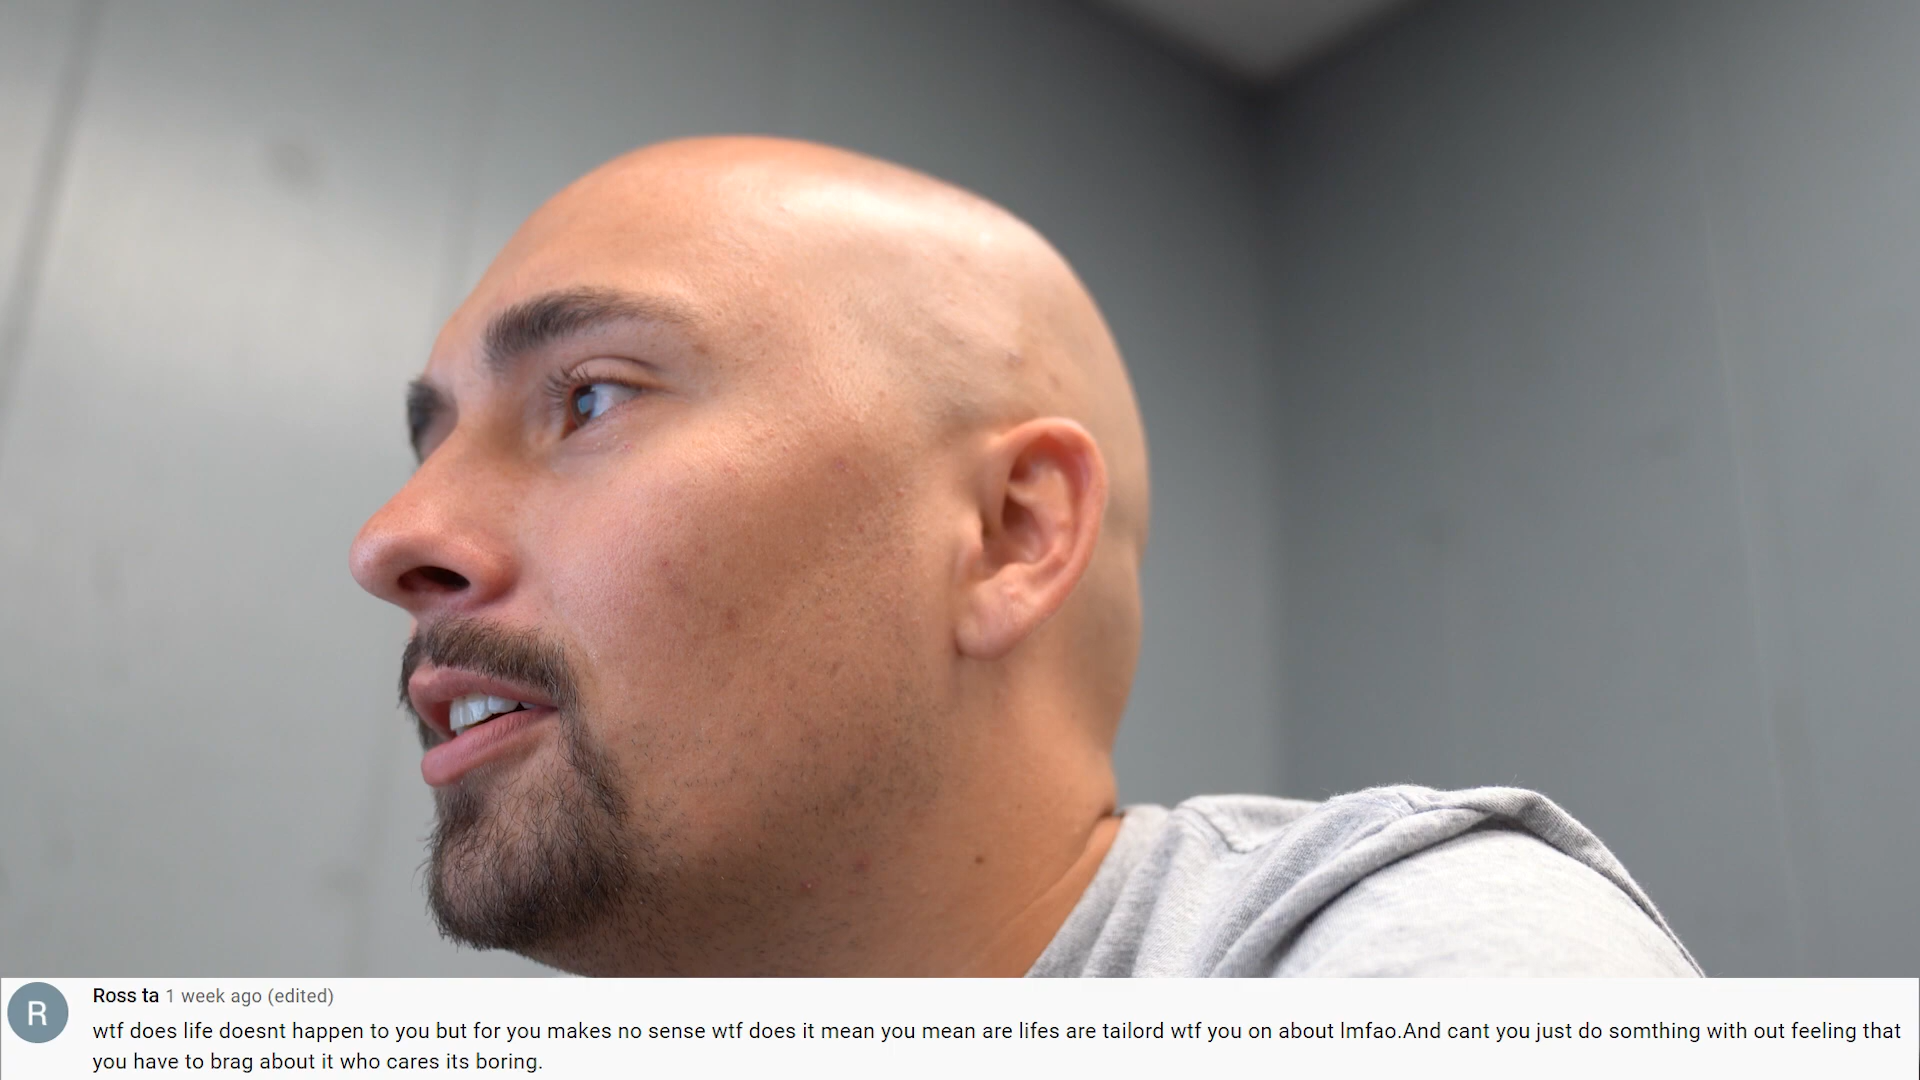 R
Ross ta 1 week ago (edited)
wtf does life doesnt happen to you but for you makes no sense wtf does it mean you mean are lifes are tailord wtf you on about lmfao.And cant you just do somthing with out feeling that
you have to brag about it who cares its boring.